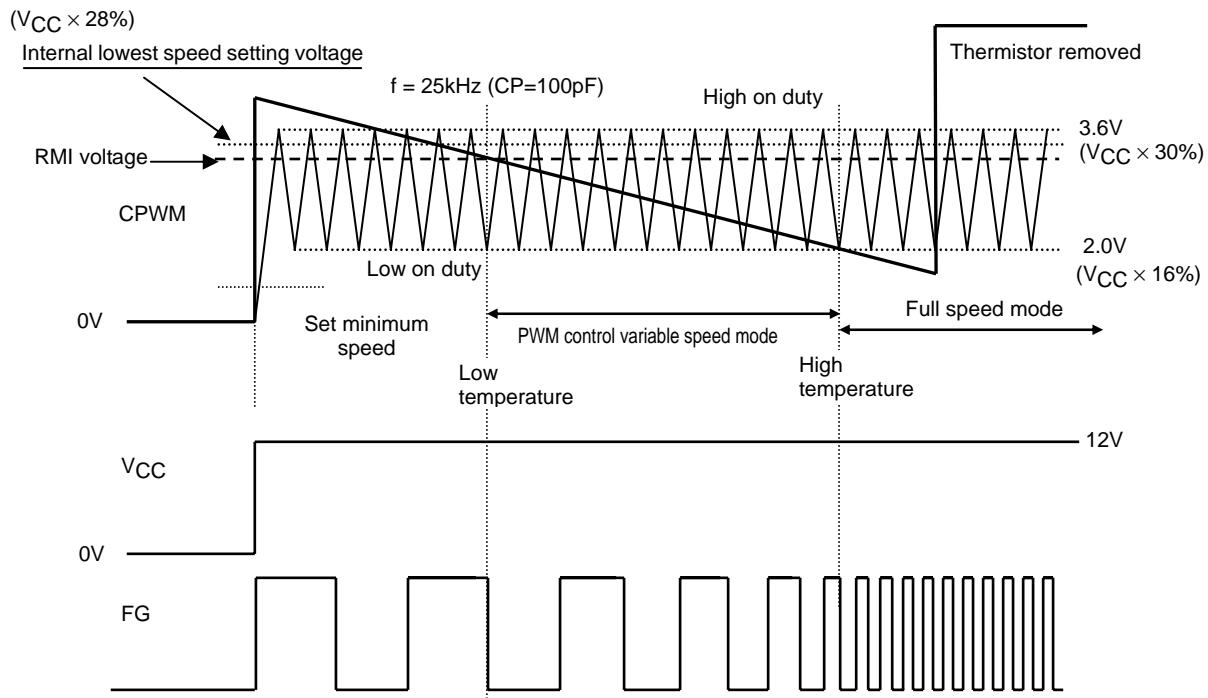 (VCC × 28%)
Internal lowest speed setting voltage
Thermistor removed
f = 25kHz (CP=100pF)
High on duty
3.6V
(VCC × 30%)
RMI voltage
CPWM
Low on duty
2.0V
(VCC × 16%)
0V
Set minimum
speed
PWM control variable speed mode
Full speed mode
Low
temperature
High
temperature
12V
VCC
0V
FG